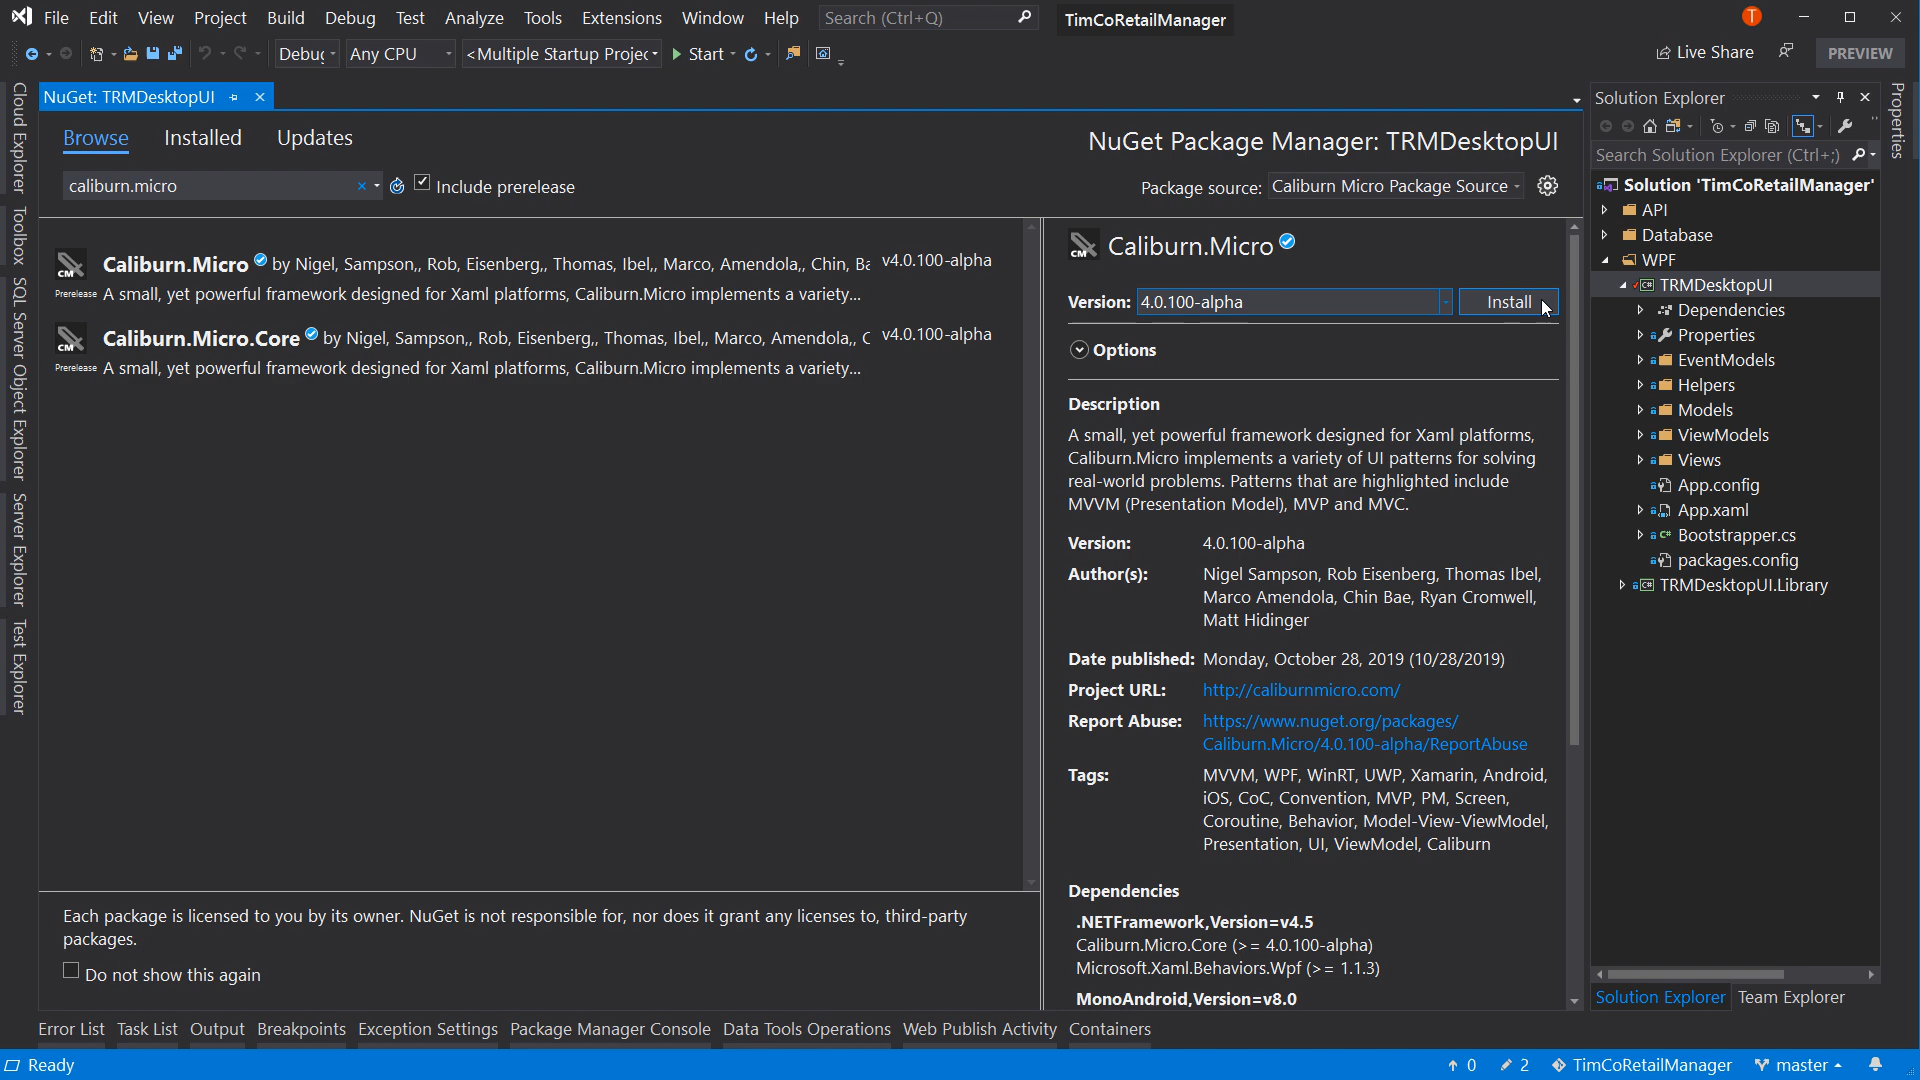 File Edit View Project Build Debug Test Analyze Tools Extensions Window Help Search (Ctrl+Q) TimCoRetailManager T
Debug Any CPU <Multiple Startup Projec Start Live Share PREVIEW
Cloud Explorer
Toolbox
SQL Server Object Explorer
Server Explorer
Test Explorer
NuGet: TRMDesktopUI
Browse Installed Updates
NuGet Package Manager: TRMDesktopUI
caliburn.micro
Include prerelease
Package source: Caliburn Micro Package Source
CM
Prerelease
Caliburn.Micro by Nigel, Sampson,, Rob, Eisenberg,, Thomas, Ibel,, Marco, Amendola,, Chin, Ba v4.0.100-alpha
A small, yet powerful framework designed for Xaml platforms, Caliburn.Micro implements a variety...
CM
Prerelease
Caliburn.Micro.Core by Nigel, Sampson,, Rob, Eisenberg,, Thomas, Ibel,, Marco, Amendola,, C v4.0.100-alpha
A small, yet powerful framework designed for Xaml platforms, Caliburn.Micro implements a variety...
Each package is licensed to you by its owner. NuGet is not responsible for, nor does it grant any licenses to, third-party
packages.
Do not show this again
CM
Caliburn.Micro
Version: 4.0.100-alpha Install
Options
Description
A small, yet powerful framework designed for Xaml platforms,
Caliburn.Micro implements a variety of UI patterns for solving
real-world problems. Patterns that are highlighted include
MVVM (Presentation Model), MVP and MVC.
Version: 4.0.100-alpha
Author(s): Nigel Sampson, Rob Eisenberg, Thomas Ibel,
Marco Amendola, Chin Bae, Ryan Cromwell,
Matt Hidinger
Date published: Monday, October 28, 2019 (10/28/2019)
Project URL: http://caliburnmicro.com/
Report Abuse: https://www.nuget.org/packages/
Caliburn.Micro/4.0.100-alpha/ReportAbuse
Tags: MVVM, WPF, WinRT, UWP, Xamarin, Android,
iOS, CoC, Convention, MVP, PM, Screen,
Coroutine, Behavior, Model-View-ViewModel,
Presentation, UI, ViewModel, Caliburn
Dependencies
.NETFramework,Version=v4.5
Caliburn.Micro.Core (>= 4.0.100-alpha)
Microsoft.Xaml.Behaviors.Wpf (>= 1.1.3)
MonoAndroid,Version=v8.0
Solution Explorer
Search Solution Explorer (Ctrl+;)
Solution 'TimCoRetailManager'
API
Database
WPF
C# TRMDesktopUI
Dependencies
Properties
EventModels
Helpers
Models
ViewModels
Views
App.config
App.xaml
C# Bootstrapper.cs
packages.config
C# TRMDesktopUI.Library
Solution Explorer Team Explorer
Properties
Error List Task List Output Breakpoints Exception Settings Package Manager Console Data Tools Operations Web Publish Activity Containers
Ready 0 2 TimCoRetailManager master